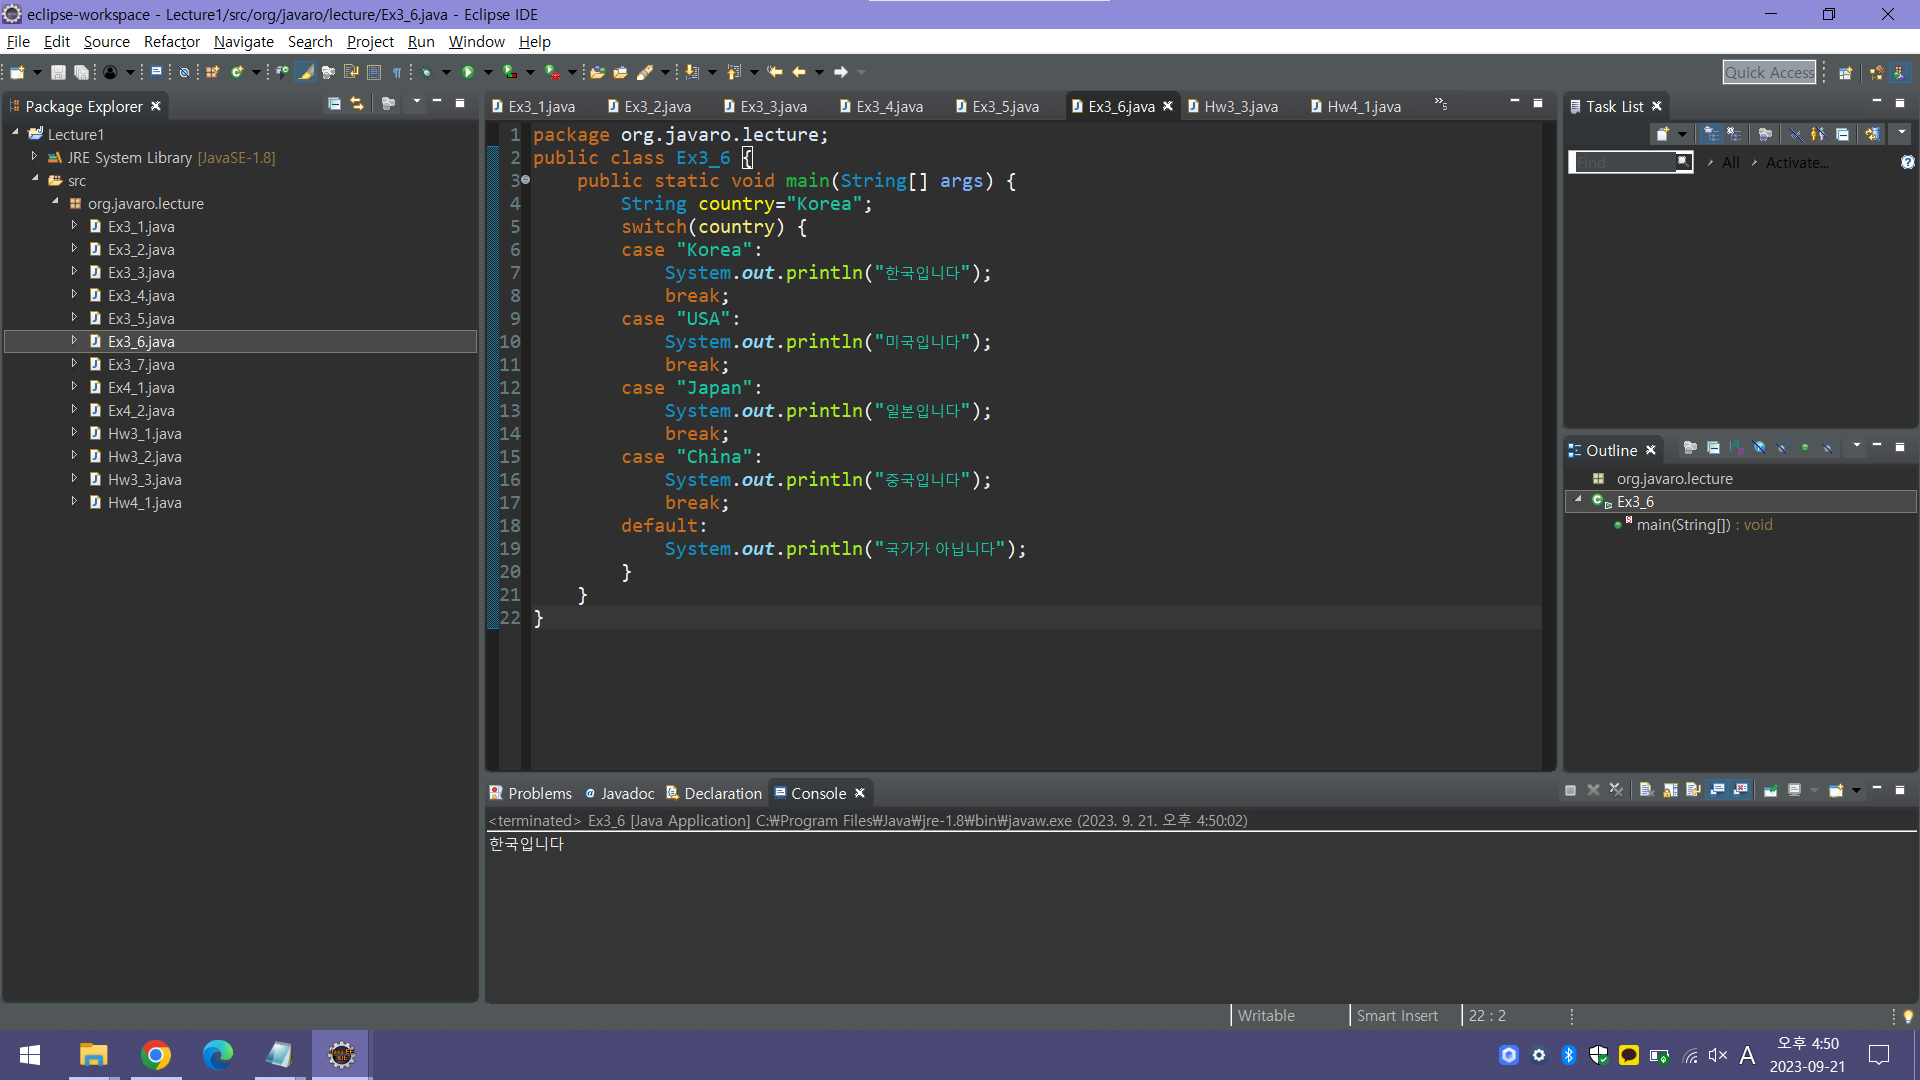 eclipse-workspace - Lecture1/src/org/javaro/lecture/Ex3_6.java - Eclipse IDE
File Edit Source Refactor Navigate Search Project Run Window Help
Quick Access
Package Explorer
Lecture1
JRE System Library [JavaSE-1.8]
src
org.javaro.lecture
Ex3_1.java
Ex3_2.java
Ex3_3.java
Ex3_4.java
Ex3_5.java
Ex3_6.java
Ex3_7.java
Ex4_1.java
Ex4_2.java
Hw3_1.java
Hw3_2.java
Hw3_3.java
Hw4_1.java
Ex3_1.java Ex3_2.java Ex3_3.java Ex3_4.java Ex3_5.java Ex3_6.java Hw3_3.java Hw4_1.java »5
1 package org.javaro.lecture;
2 public class Ex3_6 {
3 public static void main(String[] args) {
4 String country="Korea";
5 switch(country) {
6 case "Korea":
7 System.out.println("한국입니다");
8 break;
9 case "USA":
10 System.out.println("미국입니다");
11 break;
12 case "Japan":
13 System.out.println("일본입니다");
14 break;
15 case "China":
16 System.out.println("중국입니다");
17 break;
18 default:
19 System.out.println("국가가 아닙니다");
20 }
21 }
22 }
Task List
Find All Activate...
Outline
org.javaro.lecture
Ex3_6
main(String[]) : void
Problems Javadoc Declaration Console
<terminated> Ex3_6 [Java Application] C:₩Program Files₩Java₩jre-1.8₩bin₩javaw.exe (2023. 9. 21. 오후 4:50:02)
한국입니다
Writable Smart Insert 22 : 2
A
오후 4:50
2023-09-21